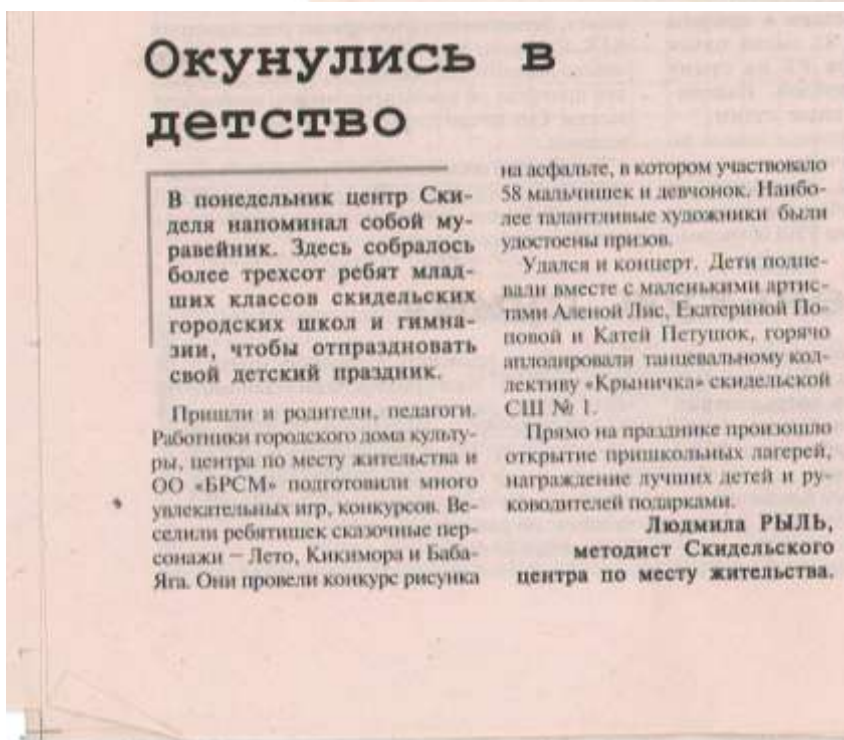 Окунулись в
детство
В понедельник центр Ски-
деля напоминал собой му-
равейник. Здесь собралось
более трехсот ребят млад-
ших классов скидельских
городских школ и гимна-
зии, чтобы отпраздновать
свой детский праздник.
Пришли и родители, педагоги.
Работники городского дома культу-
ры, центра по месту жительства и
ОО «БРСМ» подготовили много
увлекательных игр, конкурсов. Ве-
селили ребятишек сказочные пер-
сонажи – Лето, Кикимора и Баба-
Яга. Они провели конкурс рисунка
на асфальте, в котором участвовало
58 мальчишек и девчонок. Наибо-
лее талантливые художники были
удостоены призов.
Удался и концерт. Дети подпе-
вали вместе с маленькими артис-
тами Аленой Лис, Екатериной По-
повой и Катей Петушок, горячо
аплодировали танцевальному кол-
лективу «Крыничка» скидельской
СШ № 1.
Прямо на празднике произошло
открытие пришкольных лагерей,
награждение лучших детей и ру-
ководителей подарками.
Людмила РЫЛЬ,
методист Скидельского
центра по месту жительства.